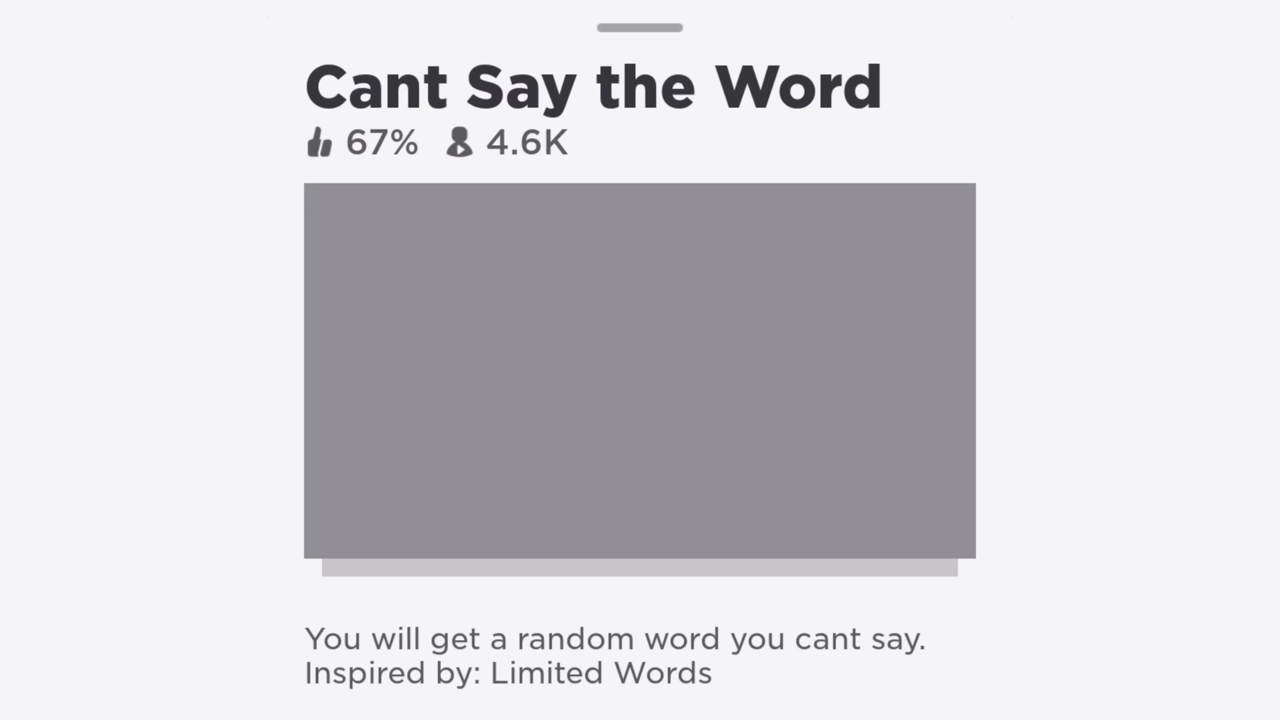 Cant Say the Word
67% 4.6K
You will get a random word you cant say.
Inspired by: Limited Words